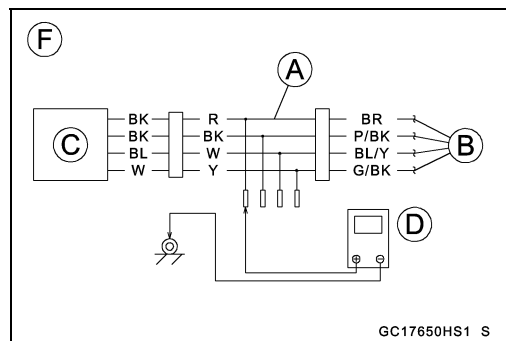 F
A
BK R BR
BK BK P/BK
C BL W BL/Y B
W Y G/BK
D
GC17650HS1 S